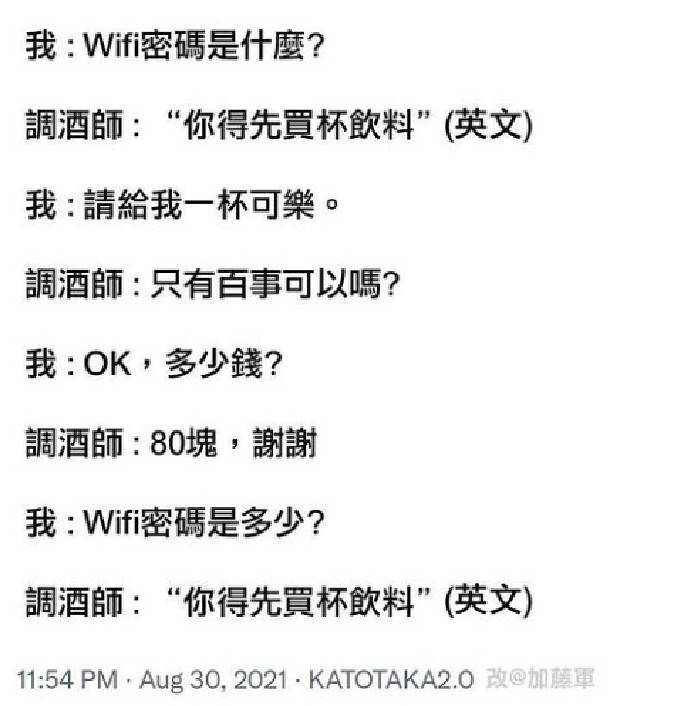 我：Wifi密碼是什麼?
調酒師：“你得先買杯飲料”(英文)
我：請給我一杯可樂。
調酒師：只有百事可以嗎?
我：OK，多少錢?
調酒師：80塊，謝謝
我：Wifi密碼是多少?
調酒師：“你得先買杯飲料”(英文)
11:54 PM · Aug 30, 2021 · KATOTAKA2.0 改@加藤軍